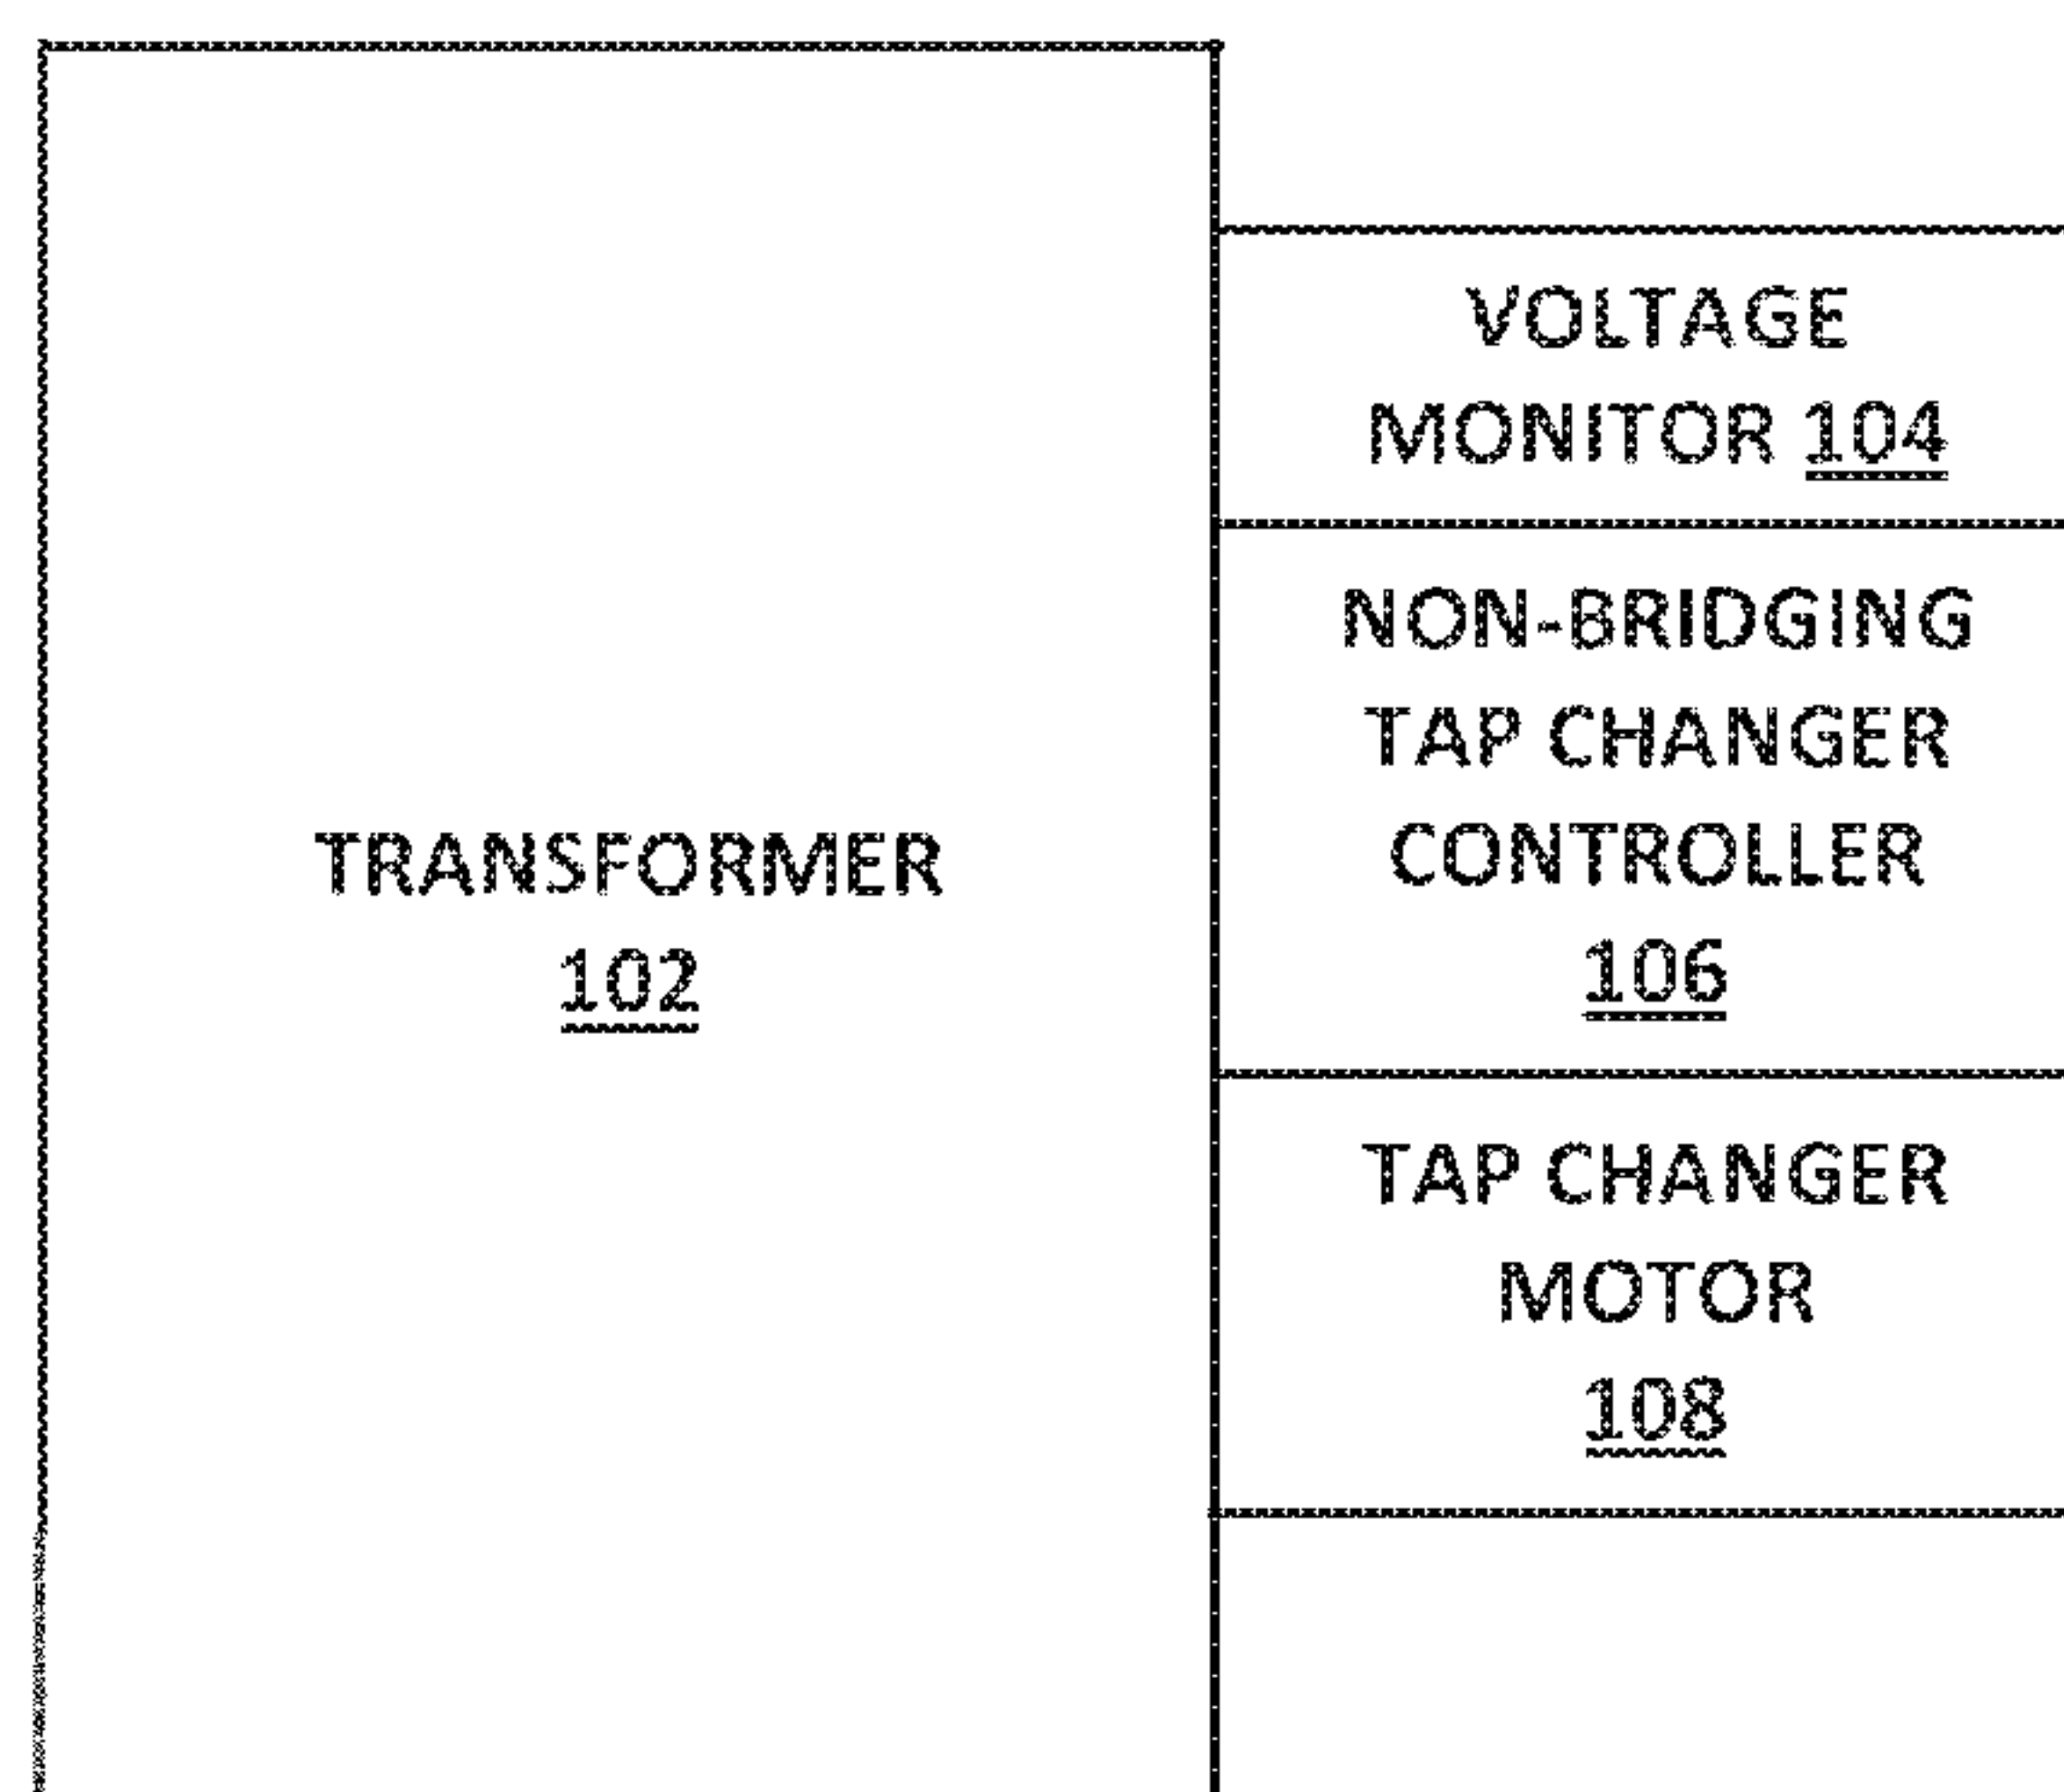 TRANSFORMER
102
VOLTAGE
MONITOR 104
NON-BRIDGING
TAP CHANGER
CONTROLLER
106
TAP CHANGER
MOTOR
108